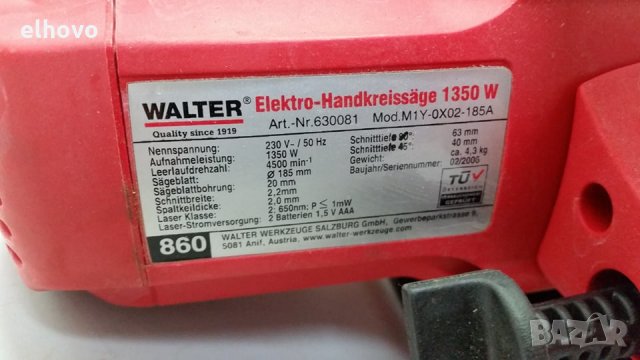 elhovo
WALTER® Elektro-Handkreissäge 1350 W
Quality since 1919 Art.-Nr.630081 Mod.M1Y-0X02-185A
Nennspannung: 230 V~/ 50 Hz Schnitttiefe 90°: 63 mm
Aufnahmeleistung: 1350 W Schnitttiefe 45°: 40 mm
Leerlaufdrehzahl: 4500 min⁻¹ Gewicht: ca. 4,3 kg
Sägeblatt: Ø 185 mm Baujahr/Seriennummer: 02/2006
Sägeblattbohrung: 20 mm
Schnittbreite: 2,2mm
Spaltkeildicke: 2,0 mm
Laser Klasse: 2; 650nm: P ≤ 1mW
Laser-Stromversorgung: 2 Batterien 1,5 V AAA
TÜV
GEPRÜFT
860 WALTER WERKZEUGE SALZBURG GmbH, Gewerbeparkstrasse 9,
5081 Anif, Austria, www.walter-werkzeuge.com
BAZAR